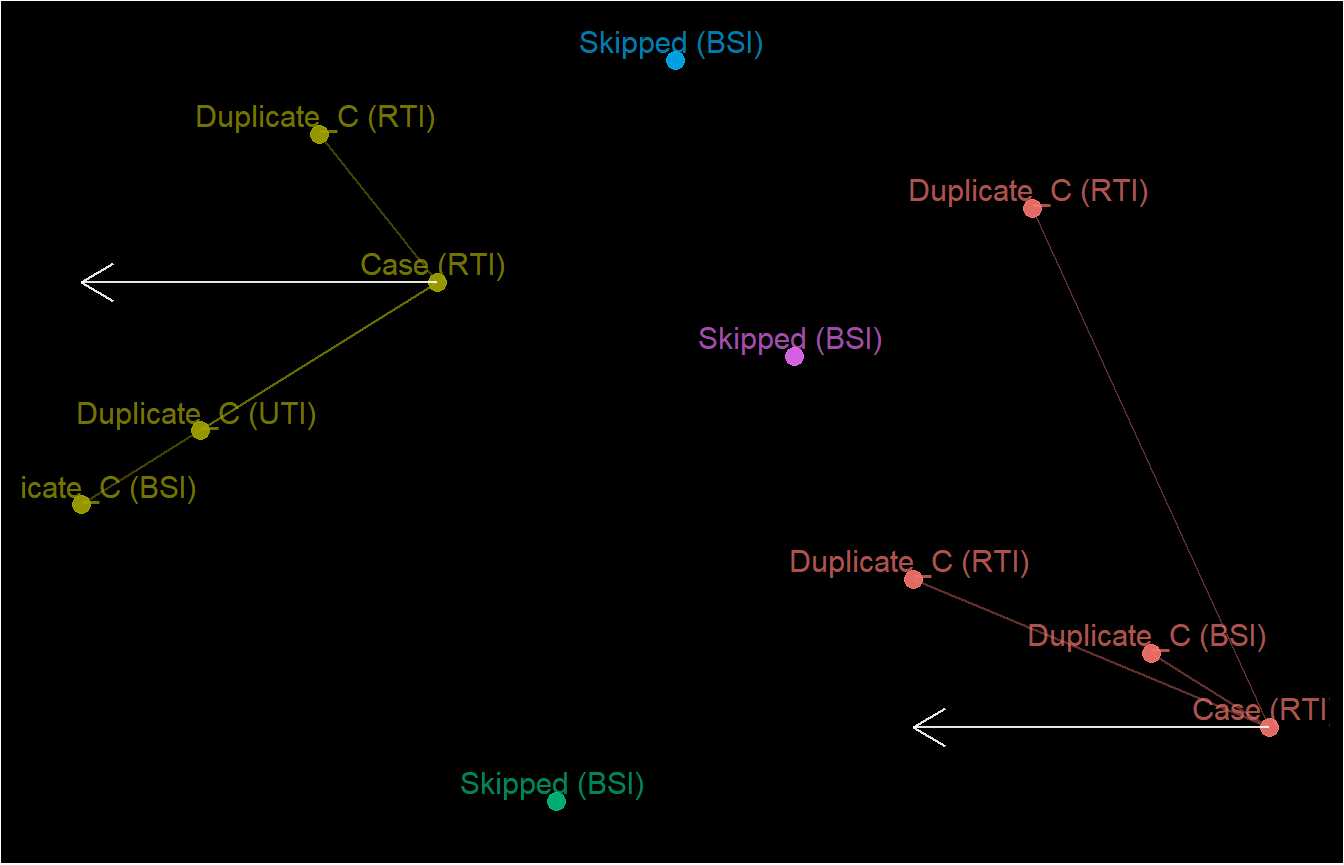 Skipped (BSI)
Duplicate_C (RTI)
Duplicate_C (RTI)
Case (RTI)
Skipped (BSI)
Duplicate_C (UTI)
icate_C (BSI)
Duplicate_C (RTI)
Duplicate_C (BSI)
Case (RTI
Skipped (BSI)